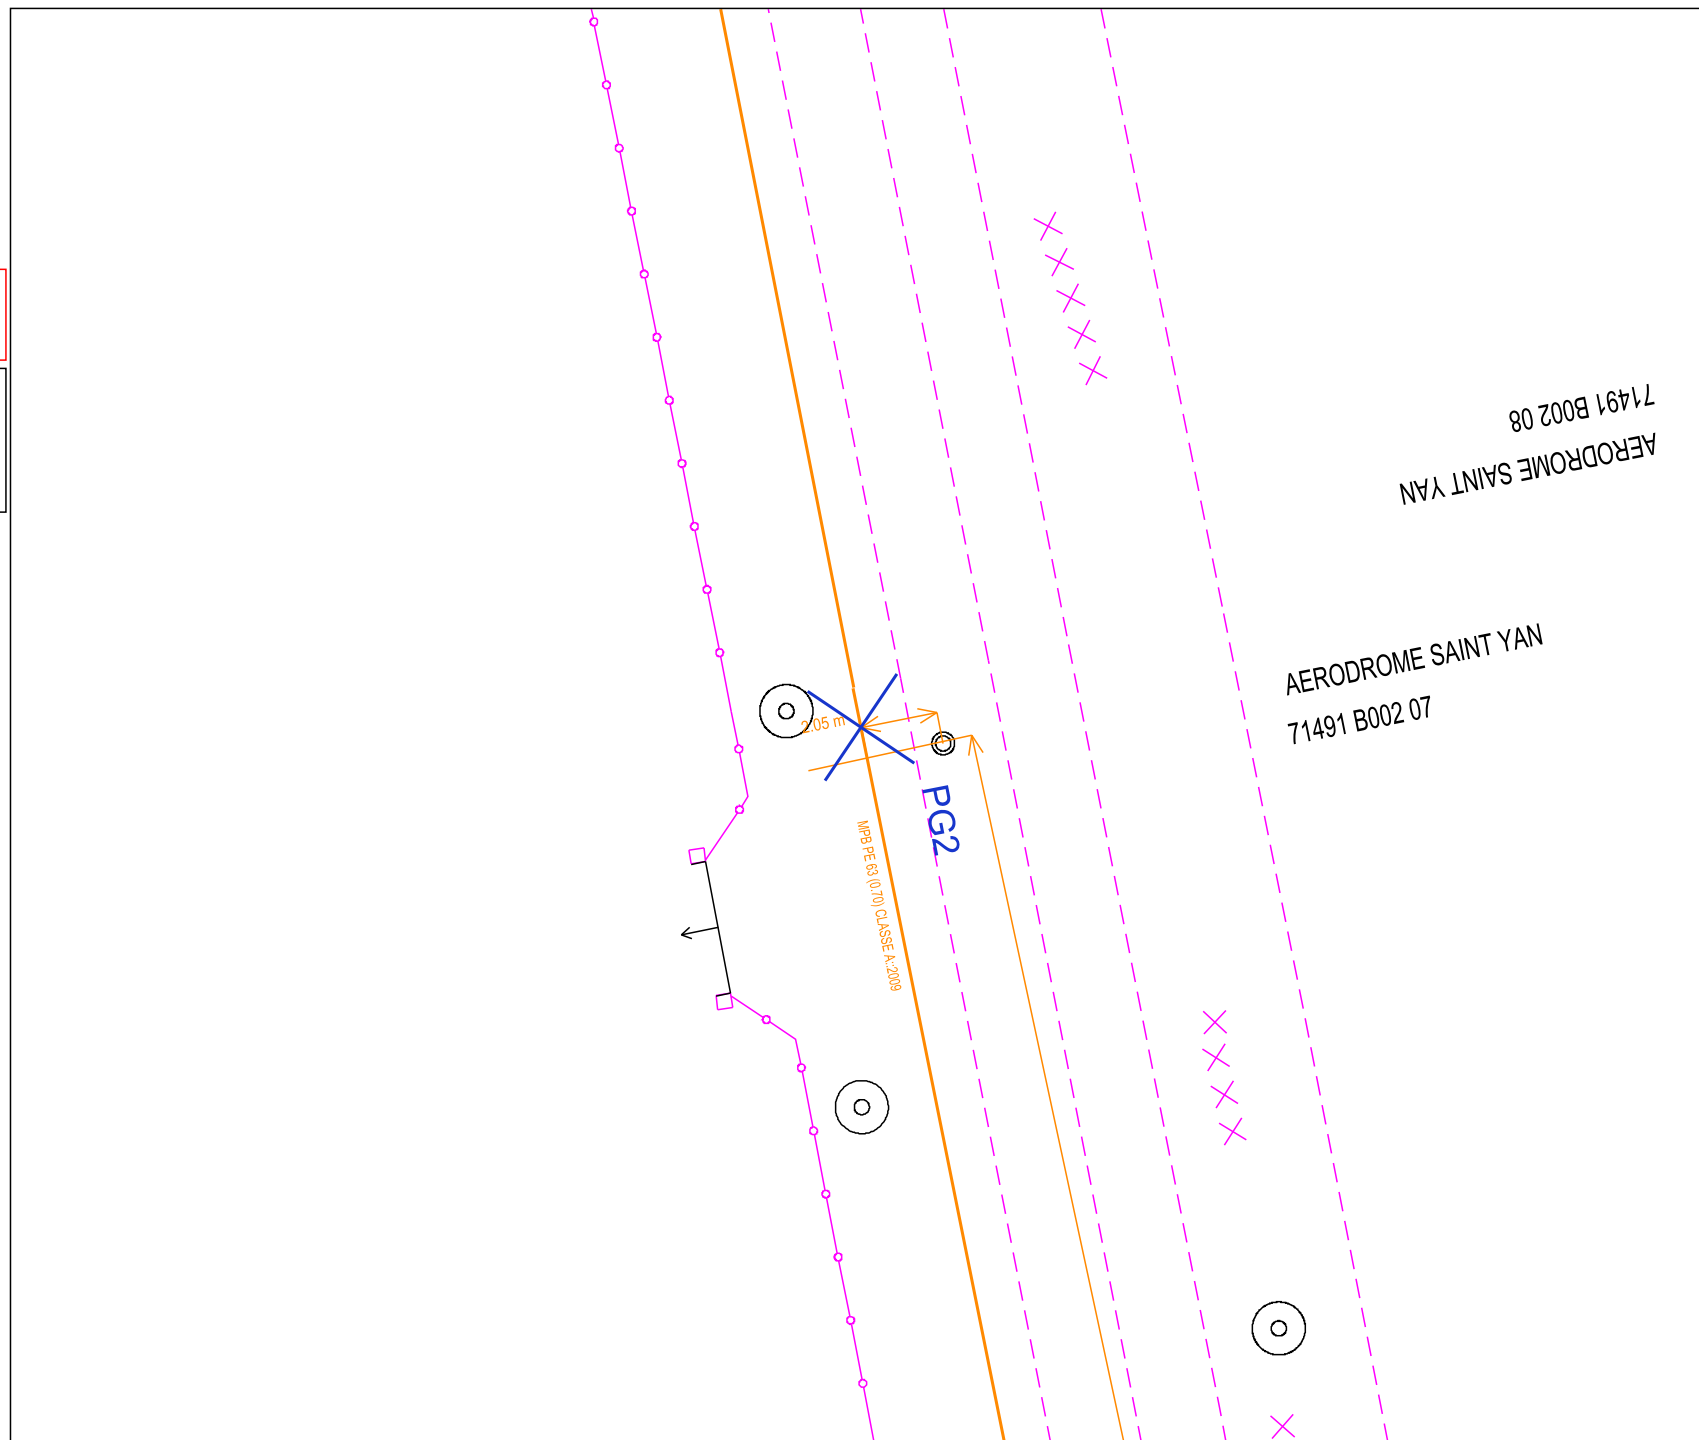 71491 B002 08
AERODROME SAINT YAN
AERODROME SAINT YAN
71491 B002 07
2.05 m
PG2
MPB PE 63 (0.70) CLASSE A::2009